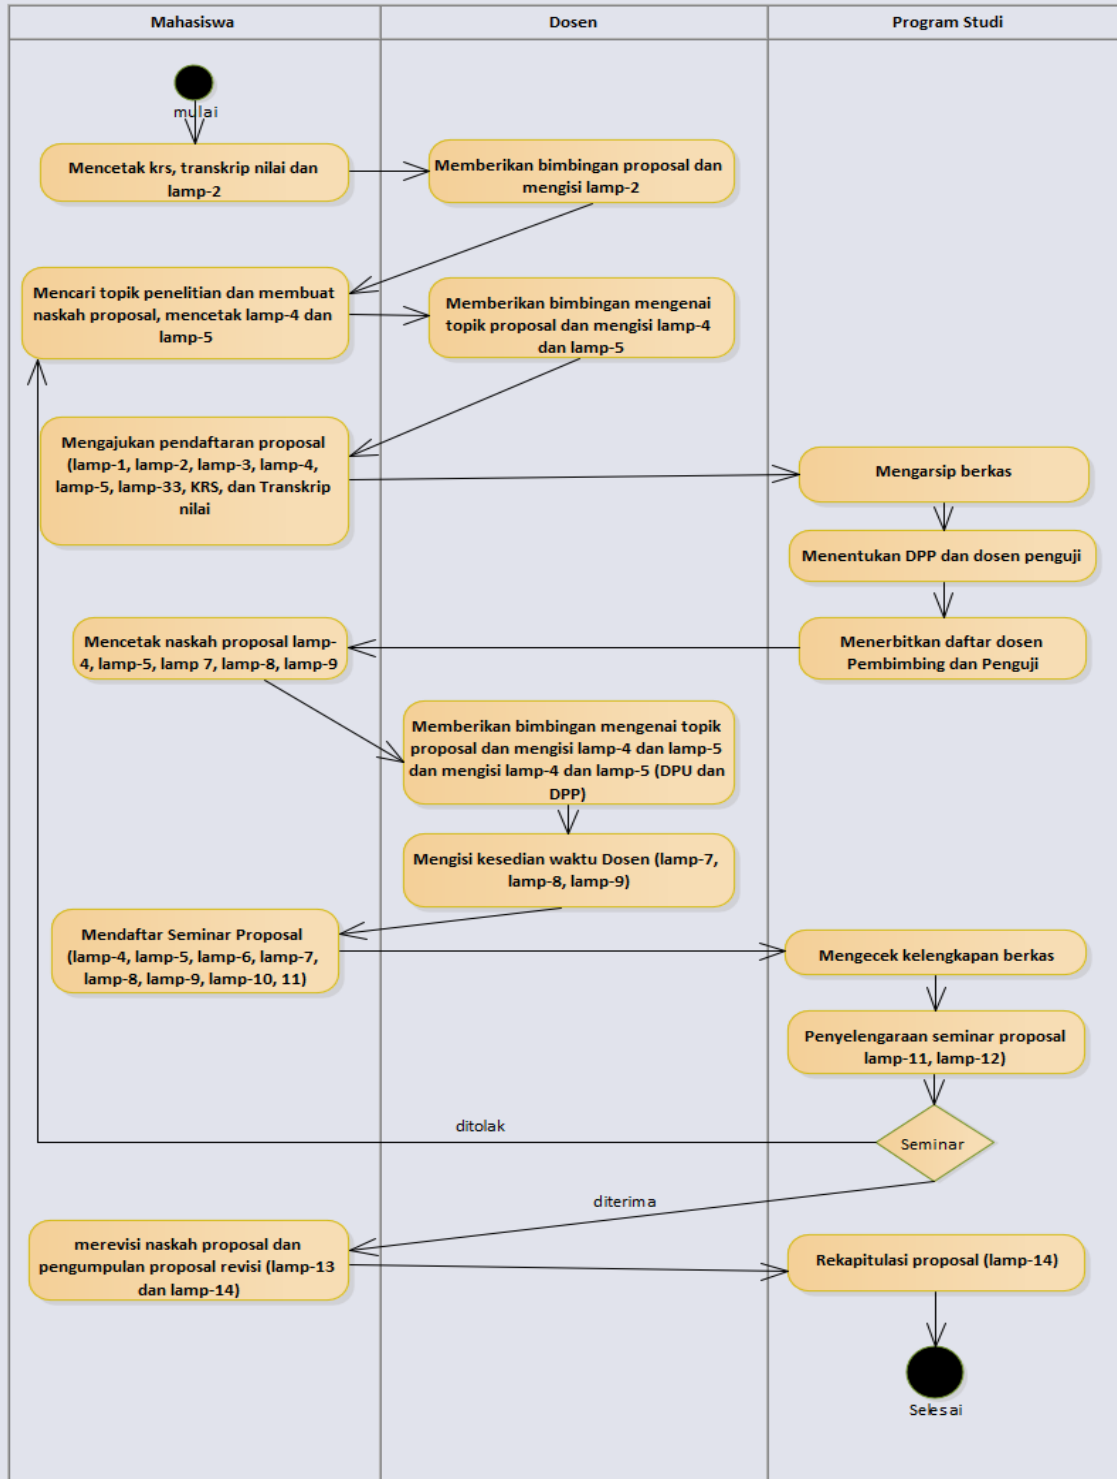 Mahasiswa
Dosen
Program Studi
mulai
Mencetak krs, transkrip nilai dan
lamp-2
Memberikan bimbingan proposal dan
mengisi lamp-2
Mencari topik penelitian dan membuat
naskah proposal, mencetak lamp-4 dan
lamp-5
Memberikan bimbingan mengenai
topik proposal dan mengisi lamp-4
dan lamp-5
Mengajukan pendaftaran proposal
(lamp-1, lamp-2, lamp-3, lamp-4,
lamp-5, lamp-33, KRS, dan Transkrip
nilai
Mengarsip berkas
Menentukan DPP dan dosen penguji
Menerbitkan daftar dosen
Pembimbing dan Penguji
Mencetak naskah proposal lamp-
4, lamp-5, lamp 7, lamp-8, lamp-9
Memberikan bimbingan mengenai topik
proposal dan mengisi lamp-4 dan lamp-5
dan mengisi lamp-4 dan lamp-5 (DPU dan
DPP)
Mengisi kesedian waktu Dosen (lamp-7,
lamp-8, lamp-9)
Mendaftar Seminar Proposal
(lamp-4, lamp-5, lamp-6, lamp-7,
lamp-8, lamp-9, lamp-10, 11)
Mengecek kelengkapan berkas
Penyelengaraan seminar proposal
lamp-11, lamp-12)
Seminar
ditolak
diterima
merevisi naskah proposal dan
pengumpulan proposal revisi (lamp-13
dan lamp-14)
Rekapitulasi proposal (lamp-14)
Selesai